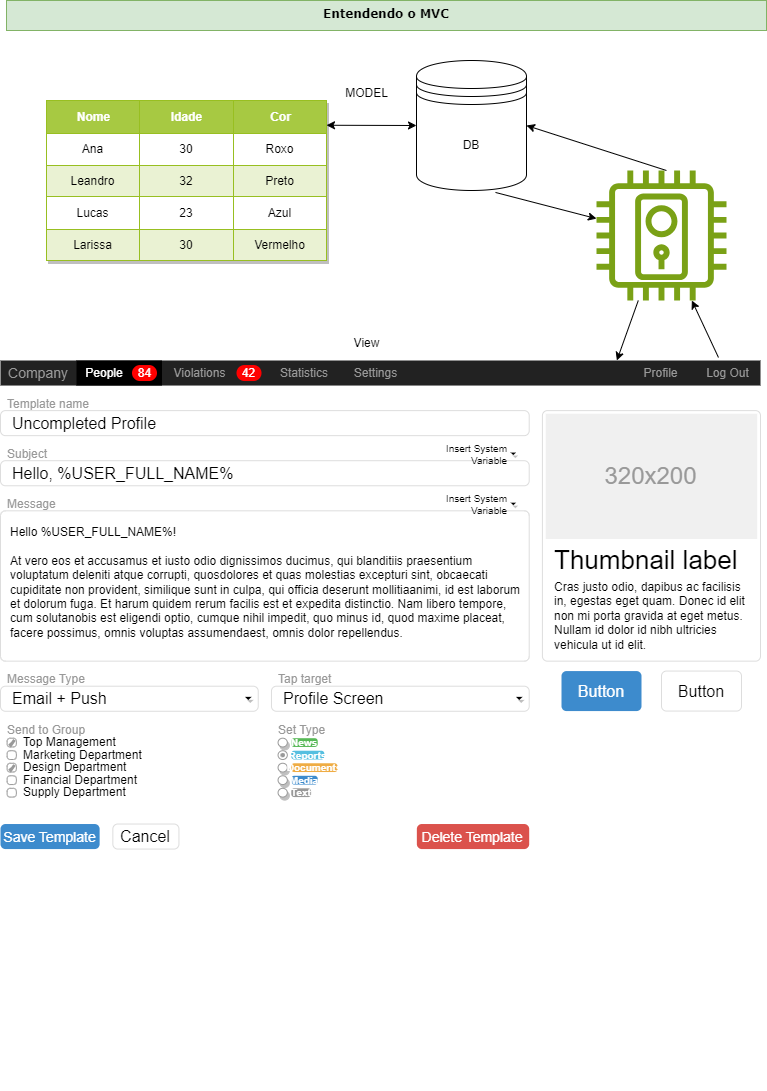 Entendendo o MVC
MODEL
Nome Idade Cor
Ana 30 Roxo
Leandro 32 Preto
Lucas 23 Azul
Larissa 30 Vermelho
DB
View
Company People 84 Violations 42 Statistics Settings Profile Log Out
Template name
Uncompleted Profile
Subject
Insert System
Variable
Hello, %USER_FULL_NAME%
Message
Insert System
Variable
Hello %USER_FULL_NAME%!
At vero eos et accusamus et iusto odio dignissimos ducimus, qui blanditiis praesentium
voluptatum deleniti atque corrupti, quosdolores et quas molestias excepturi sint, obcaecati
cupiditate non provident, similique sunt in culpa, qui officia deserunt mollitiaanimi, id est laborum
et dolorum fuga. Et harum quidem rerum facilis est et expedita distinctio. Nam libero tempore,
cum solutanobis est eligendi optio, cumque nihil impedit, quo minus id, quod maxime placeat,
facere possimus, omnis voluptas assumendaest, omnis dolor repellendus.
320x200
Thumbnail label
Cras justo odio, dapibus ac facilisis
in, egestas eget quam. Donec id elit
non mi porta gravida at eget metus.
Nullam id dolor id nibh ultricies
vehicula ut id elit.
Button Button
Message Type
Email + Push
Tap target
Profile Screen
Send to Group
Top Management
Marketing Department
Design Department
Financial Department
Supply Department
Set Type
News
Reports
Document
Media
Text
Save Template Cancel Delete Template